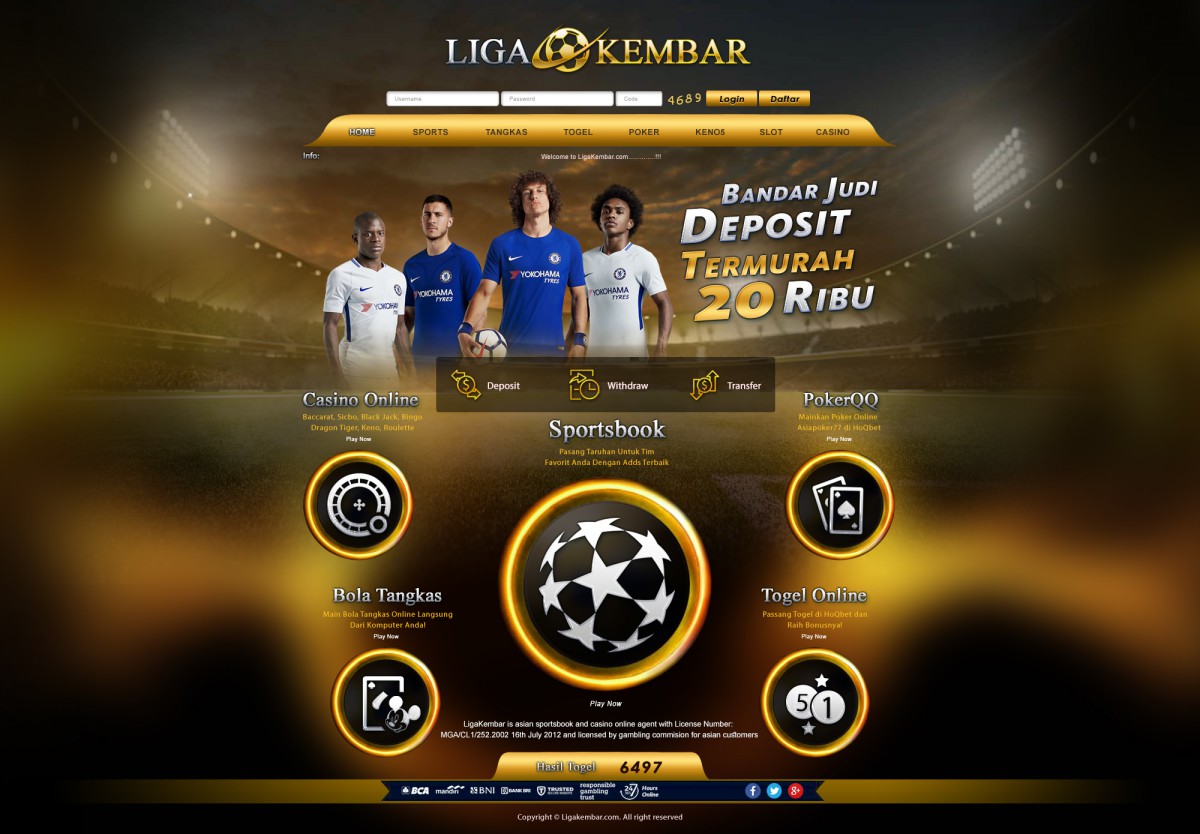 LIGA KEMBAR
Username Password Code 4689 Login Daftar
HOME SPORTS TANGKAS TOGEL POKER KENO5 SLOT CASINO
Info: Welcome to LigaKembar.com.............!!!
BANDAR JUDI
DEPOSIT
TERMURAH
20 RIBU
YOKOHAMA
YOKOHAMA
TYRES
YOKOHAMA
TYRES
YOKOHAMA
TYRES
Deposit Withdraw Transfer
Casino Online
Baccarat, Sicbo, Black Jack, Bingo
Dragon Tiger, Keno, Roulette
Play Now
Sportsbook
Pasang Taruhan Untuk Tim
Favorit Anda Dengan Adds Terbaik
PokerQQ
Mainkan Poker Online
Asiapoker77 di HoQbet
Play Now
Bola Tangkas
Main Bola Tangkas Online Langsung
Dari Komputer Anda!
Play Now
Togel Online
Passang Togel di HoQbet dan
Raih Bonusnya!
Play Now
7
5 1
Play Now
LigaKembar is asian sportsbook and casino online agent with License Number:
MGA/CL1/252.2002 16th July 2012 and licensed by gambling commision for asian customers
Hasil Togel 6497
BCA mandiri BNI BANK BRI TRUSTED responsible gambling trust 24/7 Hours Online
Copyright © Ligakembar.com. All right reserved